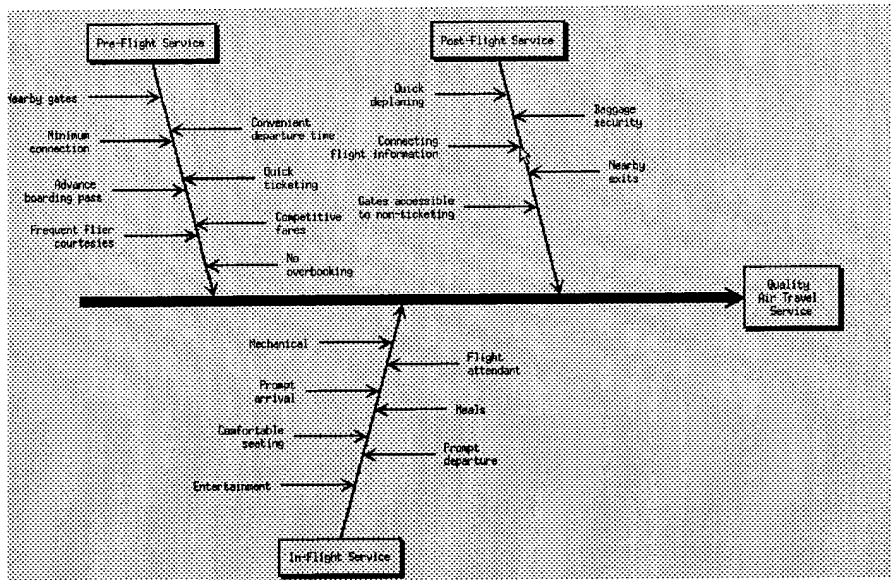 Pre-Flight Service
Post-Flight Service
Nearby gates
Convenient
departure time
Minimum
connection
Quick
ticketing
Advance
boarding pass
Competitive
fares
Frequent flier
courtesies
No
overbooking
Quick
deplaning
Baggage
security
Connecting
flight information
Nearby
exits
Gates accessible
to non-ticketing
Quality
Air Travel
Service
Mechanical
Flight
attendant
Prompt
arrival
Meals
Comfortable
seating
Prompt
departure
Entertainment
In-Flight Service